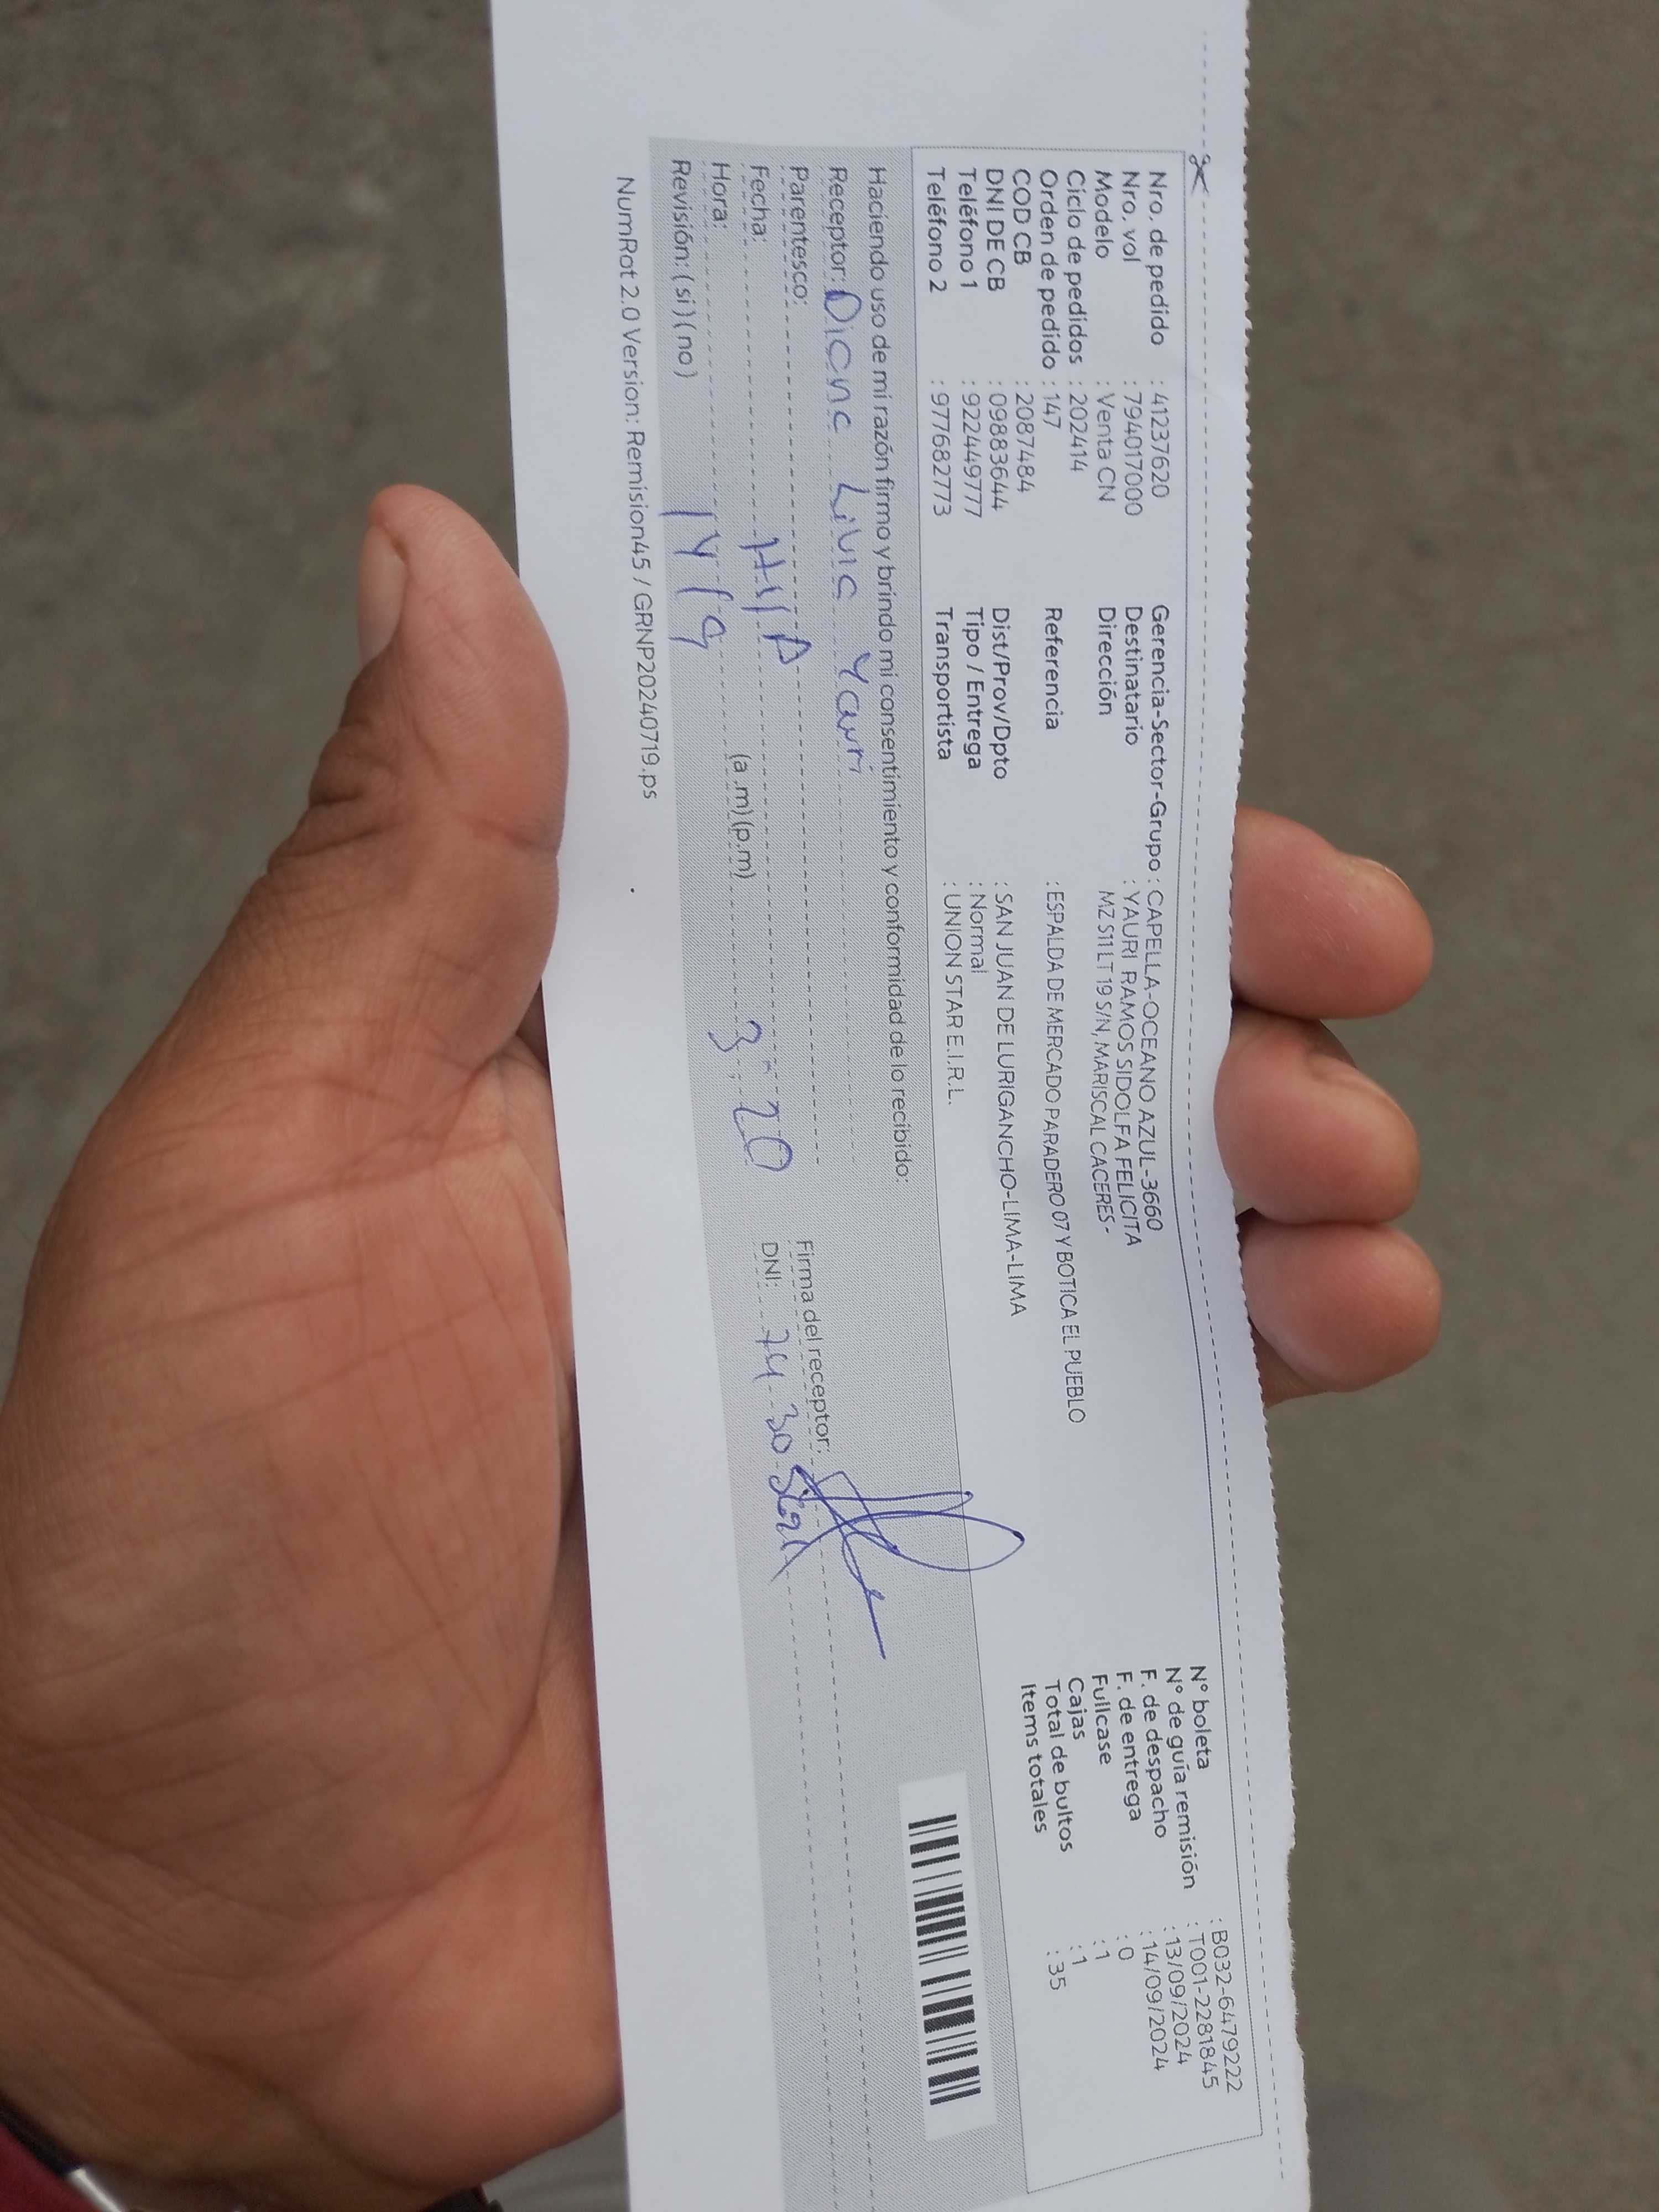 Nro. de pedido : 41237620
Nro. vol : 794017000
Modelo : Venta CN
Ciclo de pedidos : 202414
Orden de pedido : 147
COD CB : 2087484
DNI DE CB : 09883644
Teléfono 1 : 922449777
Teléfono 2 : 977682773
Gerencia-Sector-Grupo : CAPELLA-OCEANO AZUL-3660
Destinatario : YAURI RAMOS SIDOLFA FELICITA
Dirección MZ S11 LT 19 S/N, MARISCAL CACERES-
Referencia : ESPALDA DE MERCADO PARADERO 07 Y BOTICA EL PUEBLO
Dist/Prov/Dpto : SAN JUAN DE LURIGANCHO-LIMA-LIMA
Tipo / Entrega : Normal
Transportista : UNION STAR E.I.R.L.
N° boleta : B032-6479222
N° de guía remisión : T001-2281845
F. de despacho : 13/09/2024
F. de entrega : 14/09/2024
Fullcase : 0
Cajas : 1
Total de bultos : 1
Items totales : 35
Haciendo uso de mi razón firmo y brindo mi consentimiento y conformidad de lo recibido:
Receptor: Diana Yauri
Parentesco: HIJA
Fecha: 14/9
Hora: (a.m)(p.m) 3:20
Revisión: (si)(no)
Firma del receptor:
DNI: 74 30
NumRot 2.0 Version: Remision45 / GRNP20240719.ps